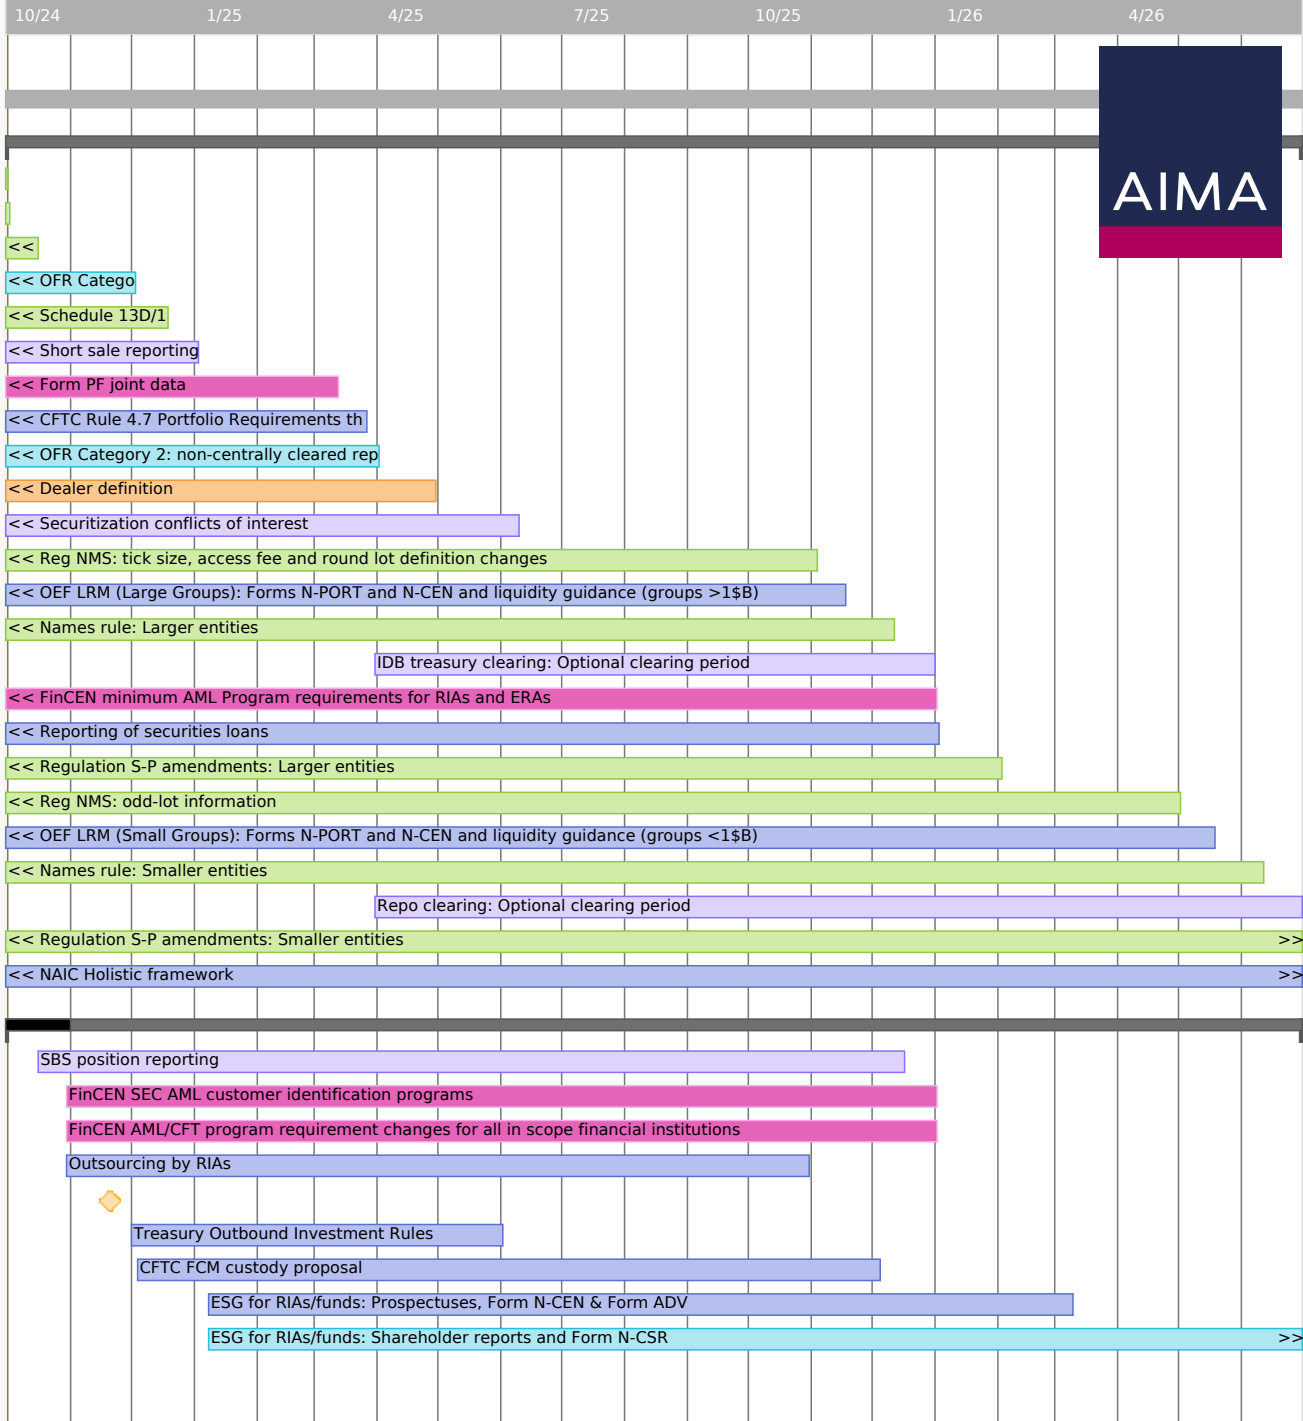 10/24 1/25 4/25 7/25 10/25 1/26 4/26
AIMA
<<
<< OFR Catego
<< Schedule 13D/1
<< Short sale reporting
<< Form PF joint data
<< CFTC Rule 4.7 Portfolio Requirements th
<< OFR Category 2: non-centrally cleared rep
<< Dealer definition
<< Securitization conflicts of interest
<< Reg NMS: tick size, access fee and round lot definition changes
<< OEF LRM (Large Groups): Forms N-PORT and N-CEN and liquidity guidance (groups >1$B)
<< Names rule: Larger entities
IDB treasury clearing: Optional clearing period
<< FinCEN minimum AML Program requirements for RIAs and ERAs
<< Reporting of securities loans
<< Regulation S-P amendments: Larger entities
<< Reg NMS: odd-lot information
<< OEF LRM (Small Groups): Forms N-PORT and N-CEN and liquidity guidance (groups <1$B)
<< Names rule: Smaller entities
Repo clearing: Optional clearing period
<< Regulation S-P amendments: Smaller entities >>
<< NAIC Holistic framework >>
SBS position reporting
FinCEN SEC AML customer identification programs
FinCEN AML/CFT program requirement changes for all in scope financial institutions
Outsourcing by RIAs
Treasury Outbound Investment Rules
CFTC FCM custody proposal
ESG for RIAs/funds: Prospectuses, Form N-CEN & Form ADV
ESG for RIAs/funds: Shareholder reports and Form N-CSR >>